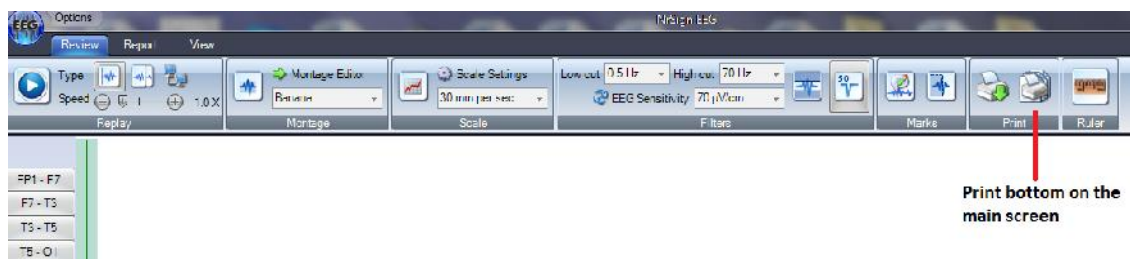 EEG
Options
NrSign EEG
Review Report View
Type
Speed 1.0X
Replay
Montage Editor
Banana
Montage
Scale Settings
30 mm per sec
Scale
Low cut 0.5 Hz High cut 70 Hz
EEG Sensitivity 70 µV/cm
50
Filters
Marks
Print
Ruler
FP1 - F7
F7 - T3
T3 - T5
T5 - O1
Print bottom on the
main screen